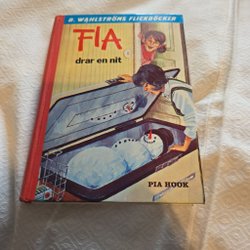 B. WAHLSTRÖMS FLICKBÖCKER
FIA
drar en nit
PIA HOOK